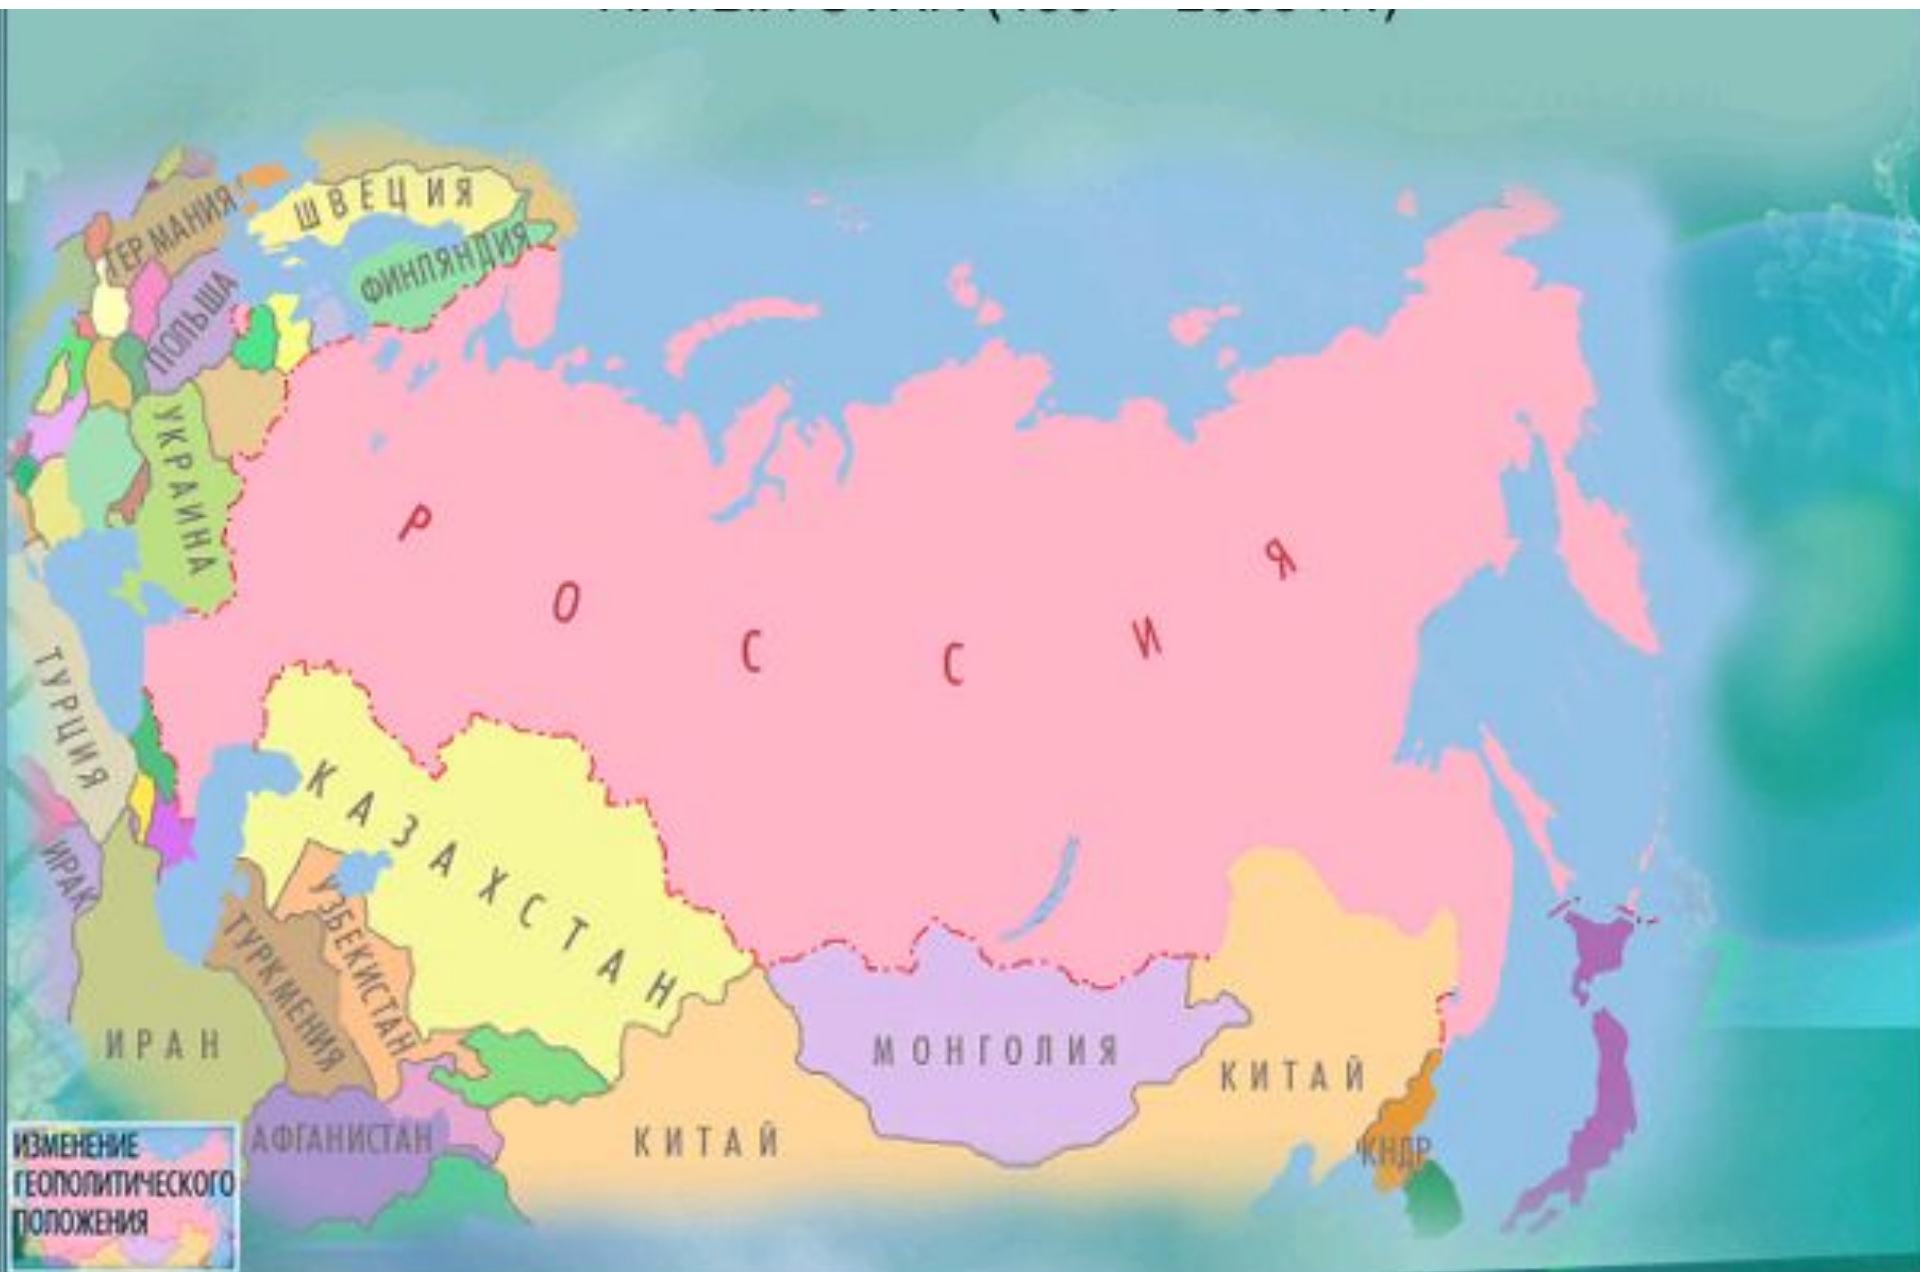 ШВЕЦИЯ
ГЕРМАНИЯ
ФИНЛЯНДИЯ
ПОЛЬША
УКРАИНА
РОССИЯ
ТУРЦИЯ
КАЗАХСТАН
ИРАК
УЗБЕКИСТАН
ТУРКМЕНИЯ
ИРАН
МОНГОЛИЯ
КИТАЙ
КИТАЙ
АФГАНИСТАН
КНДР
ИЗМЕНЕНИЕ
ГЕОПОЛИТИЧЕСКОГО
ПОЛОЖЕНИЯ